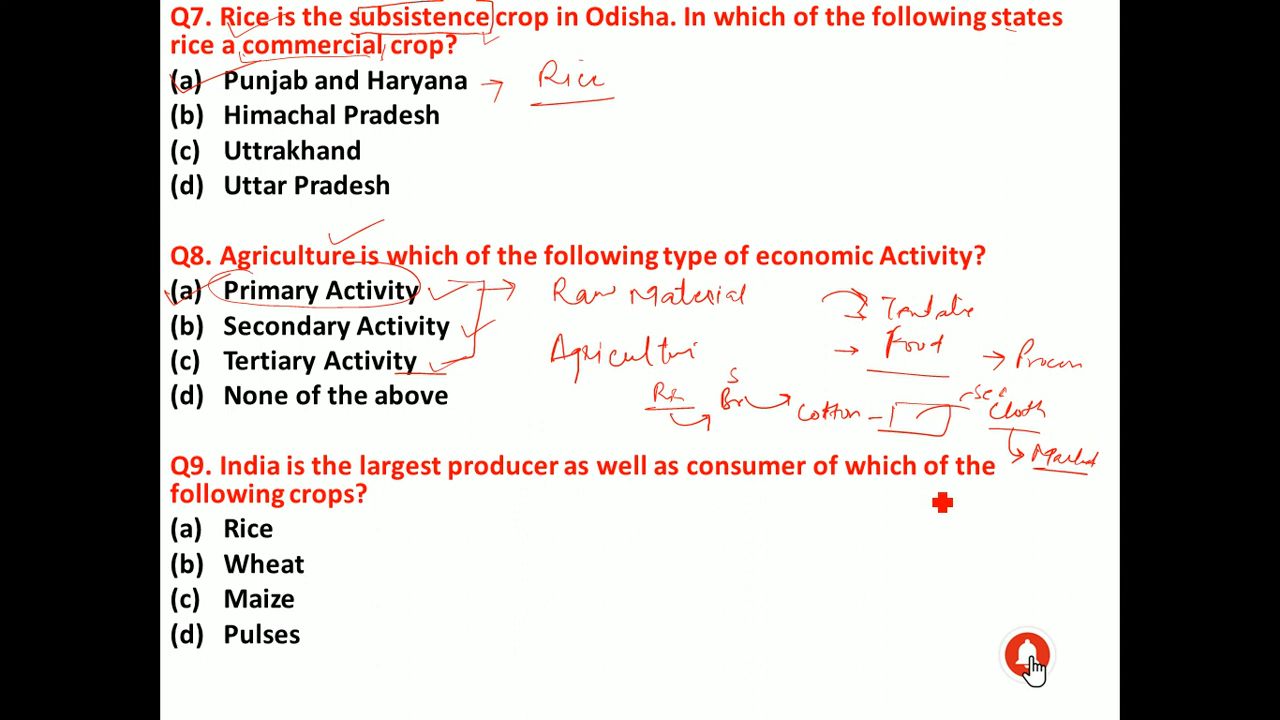 Q7. Rice is the subsistence crop in Odisha. In which of the following states
rice a commercial crop?
(a) Punjab and Haryana → Rice
(b) Himachal Pradesh
(c) Uttrakhand
(d) Uttar Pradesh
Q8. Agriculture is which of the following type of economic Activity?
(a) Primary Activity → Raw Material
(b) Secondary Activity
(c) Tertiary Activity
Food
(d) None of the above
Cotton
Cloth
Market
Q9. India is the largest producer as well as consumer of which of the
following crops?
(a) Rice
(b) Wheat
(c) Maize
(d) Pulses